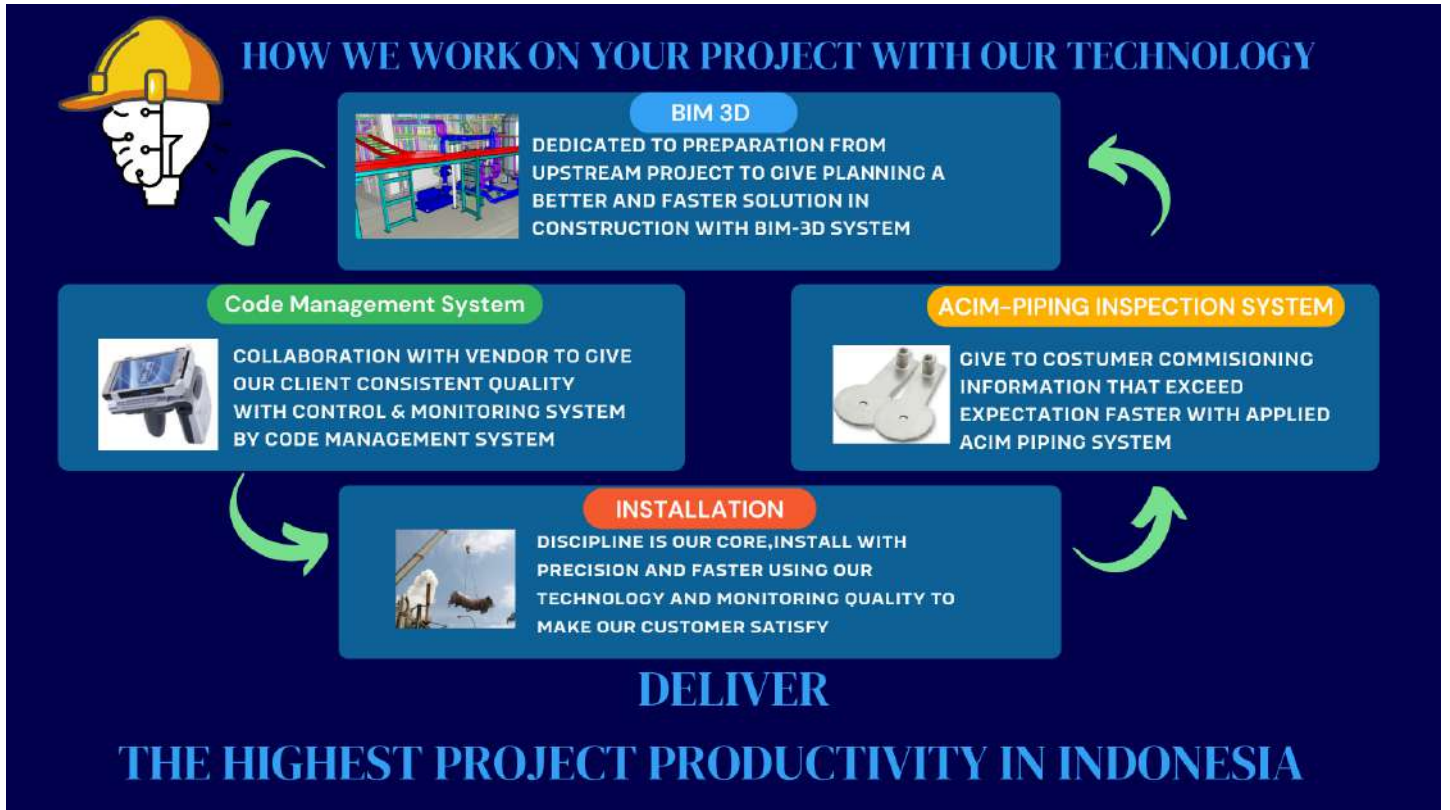 HOW WE WORK ON YOUR PROJECT WITH OUR TECHNOLOGY
BIM 3D
DEDICATED TO PREPARATION FROM
UPSTREAM PROJECT TO GIVE PLANNING A
BETTER AND FASTER SOLUTION IN
CONSTRUCTION WITH BIM-3D SYSTEM
Code Management System
COLLABORATION WITH VENDOR TO GIVE
OUR CLIENT CONSISTENT QUALITY
WITH CONTROL & MONITORING SYSTEM
BY CODE MANAGEMENT SYSTEM
ACIM-PIPING INSPECTION SYSTEM
GIVE TO COSTUMER COMMISIONING
INFORMATION THAT EXCEED
EXPECTATION FASTER WITH APPLIED
ACIM PIPING SYSTEM
INSTALLATION
DISCIPLINE IS OUR CORE,INSTALL WITH
PRECISION AND FASTER USING OUR
TECHNOLOGY AND MONITORING QUALITY TO
MAKE OUR CUSTOMER SATISFY
DELIVER
THE HIGHEST PROJECT PRODUCTIVITY IN INDONESIA